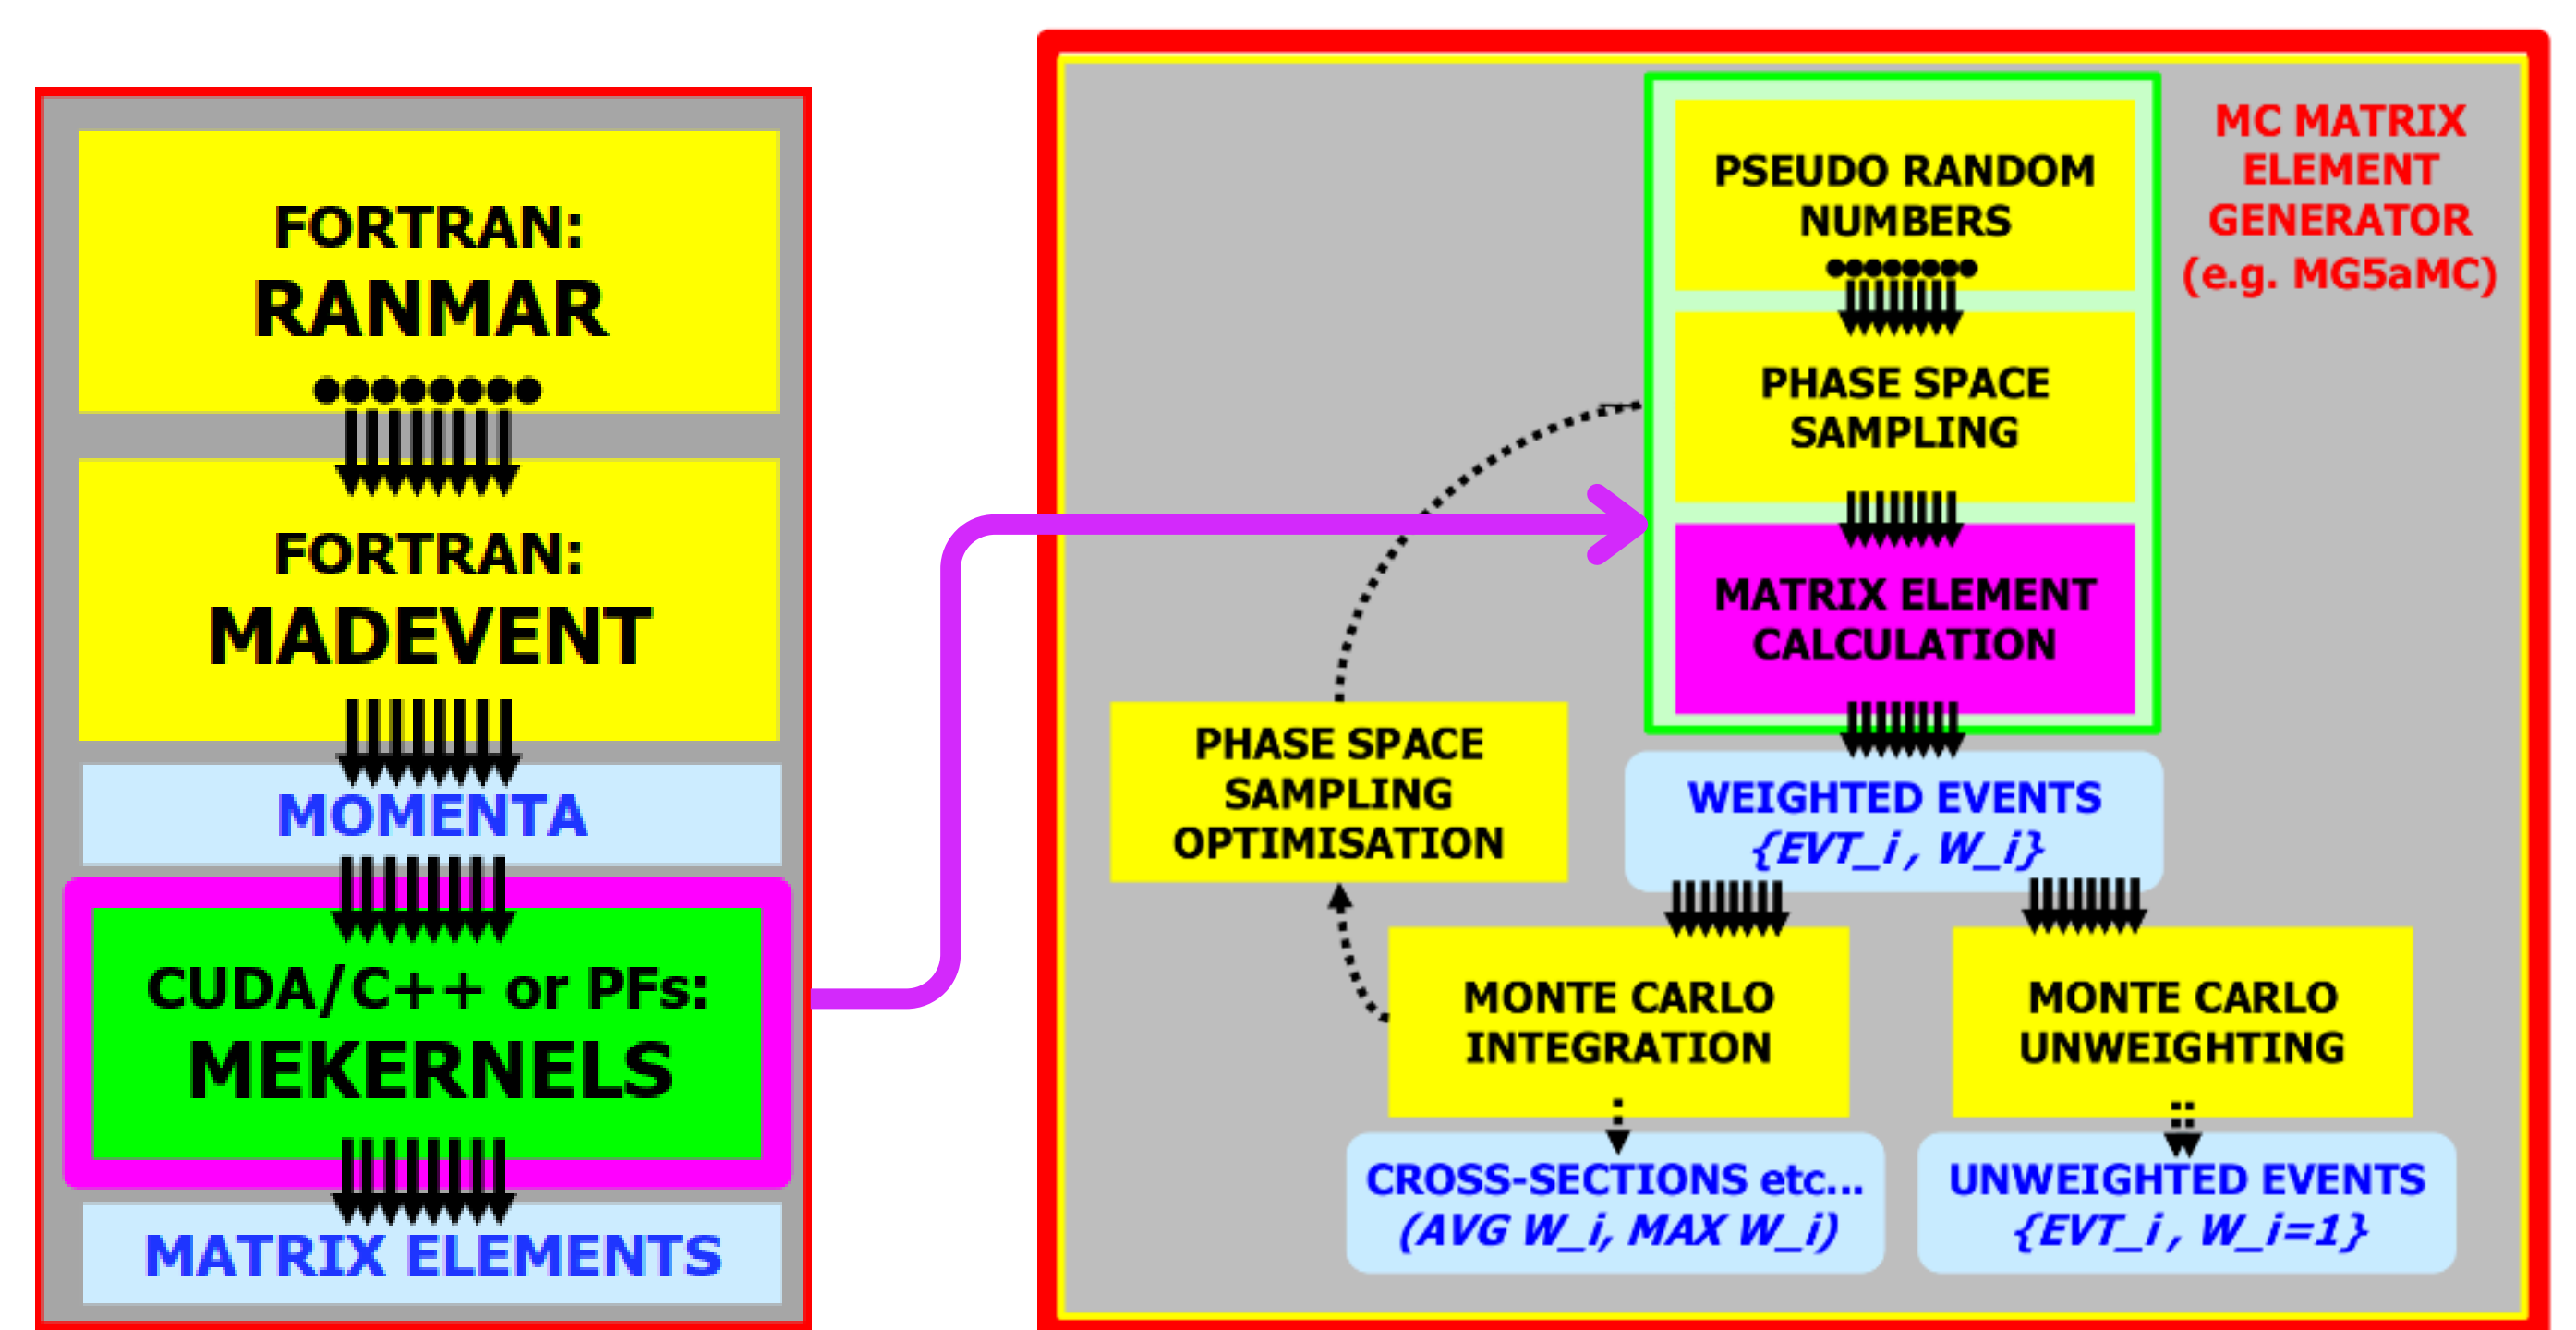 FORTRAN:
RANMAR
FORTRAN:
MADEVENT
MOMENTA
CUDA/C++ or PFs:
MEKERNELS
MATRIX ELEMENTS
MC MATRIX
ELEMENT
GENERATOR
(e.g. MG5aMC)
PSEUDO RANDOM
NUMBERS
PHASE SPACE
SAMPLING
MATRIX ELEMENT
CALCULATION
PHASE SPACE
SAMPLING
OPTIMISATION
WEIGHTED EVENTS
{EVT_i , W_i}
MONTE CARLO
INTEGRATION
MONTE CARLO
UNWEIGHTING
CROSS-SECTIONS etc...
(AVG W_i, MAX W_i)
UNWEIGHTED EVENTS
{EVT_i , W_i=1}